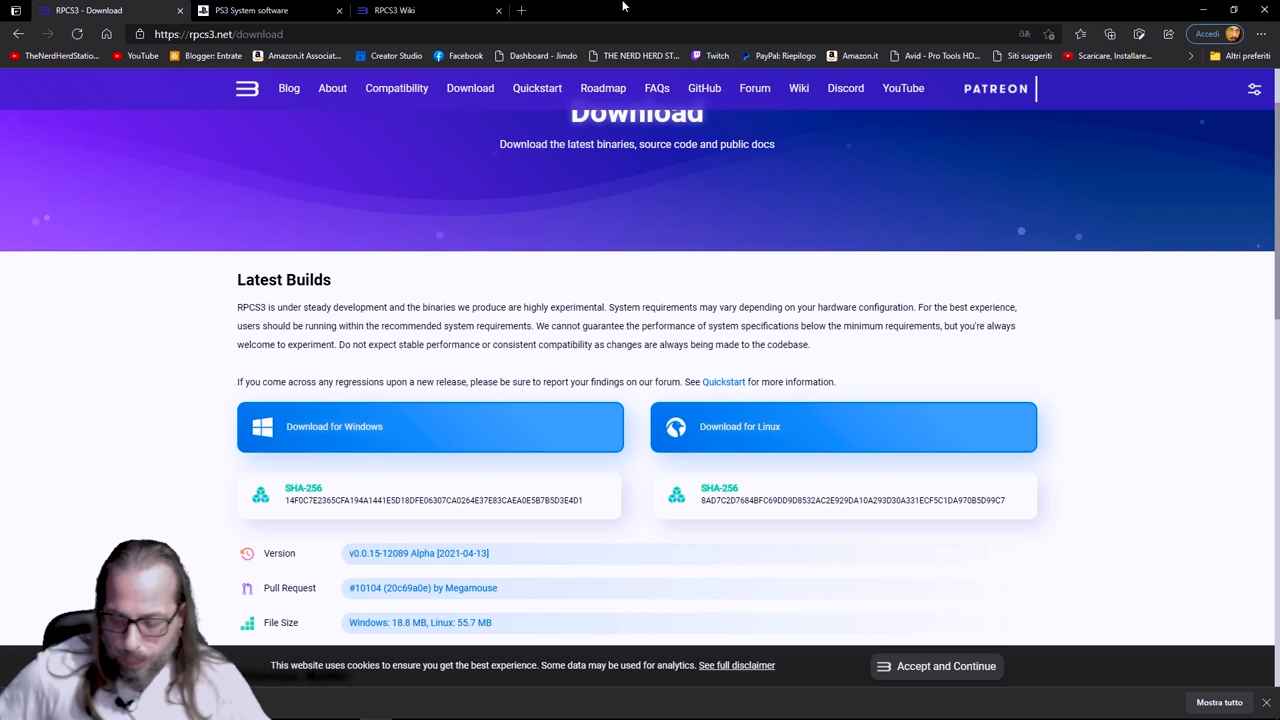 RPCS3 - Download
PS3 System software
RPCS3 Wiki
https://rpcs3.net/download
Accedi
TheNerdHerdStation...
YouTube
Blogger: Entrate
Amazon.it Associat...
Creator Studio
Facebook
Dashboard - Jimdo
THE NERD HERD ST...
Twitch
PayPal: Riepilogo
Amazon.it
Avid - Pro Tools HD...
Siti suggeriti
Scaricare, Installare...
Altri preferiti
Blog
About
Compatibility
Download
Quickstart
Roadmap
FAQs
GitHub
Forum
Wiki
Discord
YouTube
PATREON
Download
Download the latest binaries, source code and public docs
Latest Builds
RPCS3 is under steady development and the binaries we produce are highly experimental. System requirements may vary depending on your hardware configuration. For the best experience,
users should be running within the recommended system requirements. We cannot guarantee the performance of system specifications below the minimum requirements, but you're always
welcome to experiment. Do not expect stable performance or consistent compatibility as changes are always being made to the codebase.
If you come across any regressions upon a new release, please be sure to report your findings on our forum. See Quickstart for more information.
Download for Windows
Download for Linux
SHA-256
14F0C7E2365CFA194A1441E5D18DFE06307CA0264E37E83CAEA0E5B7B5D3E4D1
SHA-256
8AD7C2D7684BFC69DD9D8532AC2E929DA10A293D30A331ECF5C1DA970B5D99C7
Version
v0.0.15-12089 Alpha [2021-04-13]
Pull Request
#10104 (20c69a0e) by Megamouse
File Size
Windows: 18.8 MB, Linux: 55.7 MB
This website uses cookies to ensure you get the best experience. Some data may be used for analytics. See full disclaimer
Accept and Continue
Mostra tutto